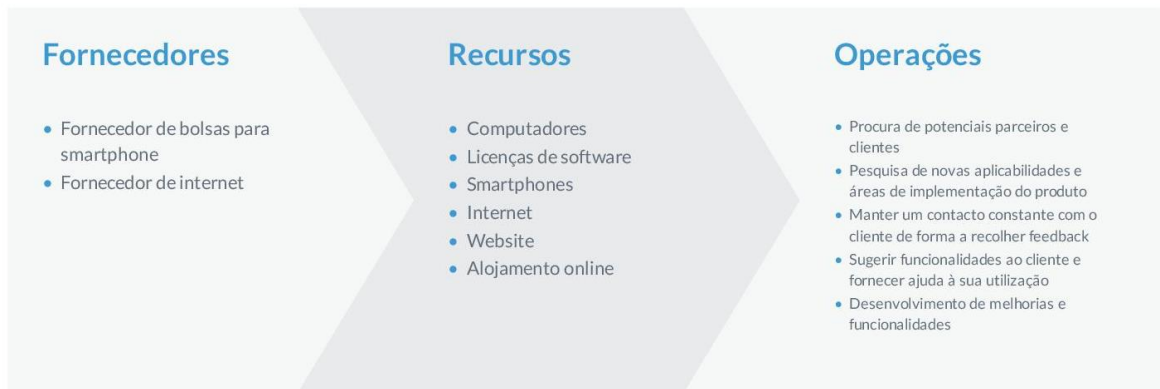 Fornecedores
• Fornecedor de bolsas para
smartphone
• Fornecedor de internet
Recursos
• Computadores
• Licenças de software
• Smartphones
• Internet
• Website
• Alojamento online
Operações
• Procura de potenciais parceiros e
clientes
• Pesquisa de novas aplicabilidades e
áreas de implementação do produto
• Manter um contacto constante com o
cliente de forma a recolher feedback
• Sugerir funcionalidades ao cliente e
fornecer ajuda à sua utilização
• Desenvolvimento de melhorias e
funcionalidades